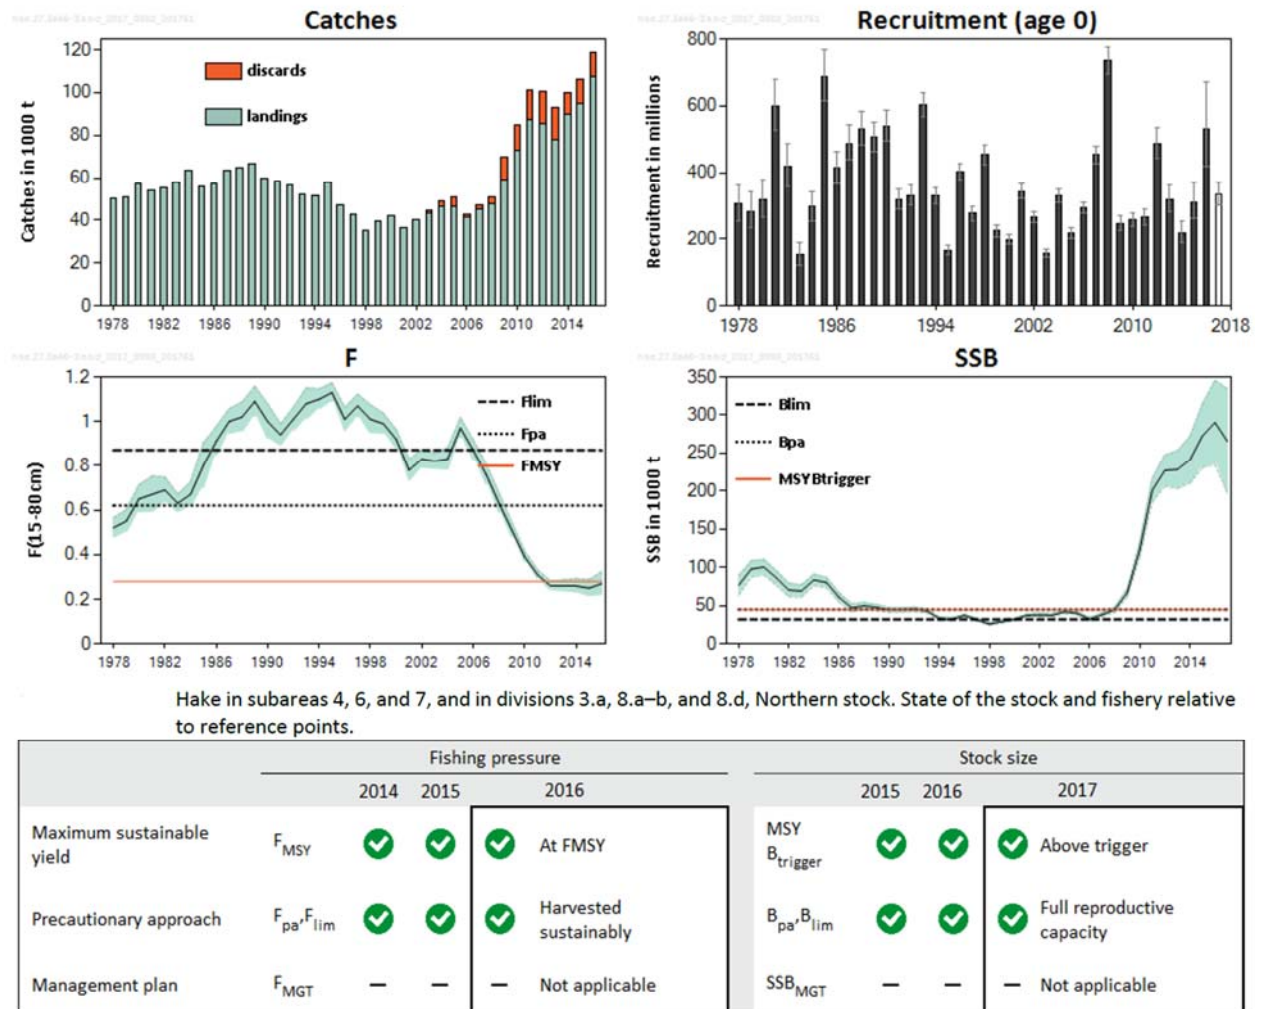 Catches
Catches in 1000 t
120
100
80
60
40
20
0
discards
landings
1978 1982 1986 1990 1994 1998 2002 2006 2010 2014
Recruitment (age 0)
Recruitment in millions
800
600
400
200
0
1978 1986 1994 2002 2010 2018
F
F(15-80 cm)
1.2
1
0.8
0.6
0.4
0.2
0
Flim
Fpa
FMSY
1978 1982 1986 1990 1994 1998 2002 2006 2010 2014
SSB
SSB in 1000 t
350
300
250
200
150
100
50
0
Blim
Bpa
MSYBtrigger
1978 1982 1986 1990 1994 1998 2002 2006 2010 2014
Hake in subareas 4, 6, and 7, and in divisions 3.a, 8.a–b, and 8.d, Northern stock. State of the stock and fishery relative
to reference points.
Fishing pressure Stock size
2014 2015 2016 2015 2016 2017
Maximum sustainable yield FMSY At FMSY MSY Btrigger Above trigger
Precautionary approach Fpa,Flim Harvested sustainably Bpa,Blim Full reproductive capacity
Management plan FMGT – – – Not applicable SSBMGT – – – Not applicable